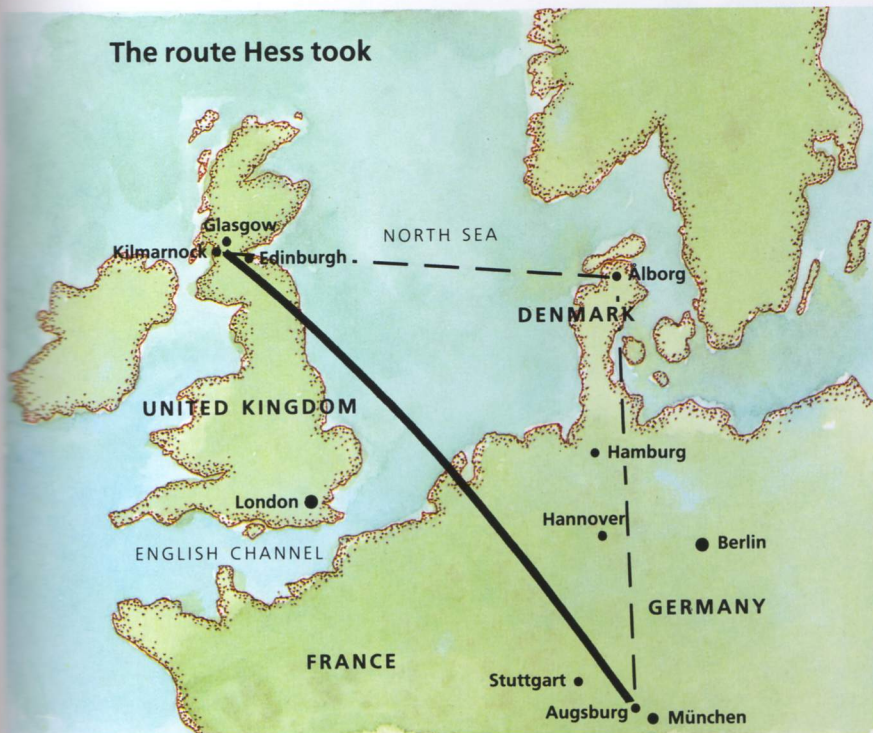 The route Hess took
Glasgow
Kilmarnock
Edinburgh
NORTH SEA
Ålborg
DENMARK
UNITED KINGDOM
Hamburg
London
Hannover
Berlin
ENGLISH CHANNEL
GERMANY
FRANCE
Stuttgart
Augsburg
München